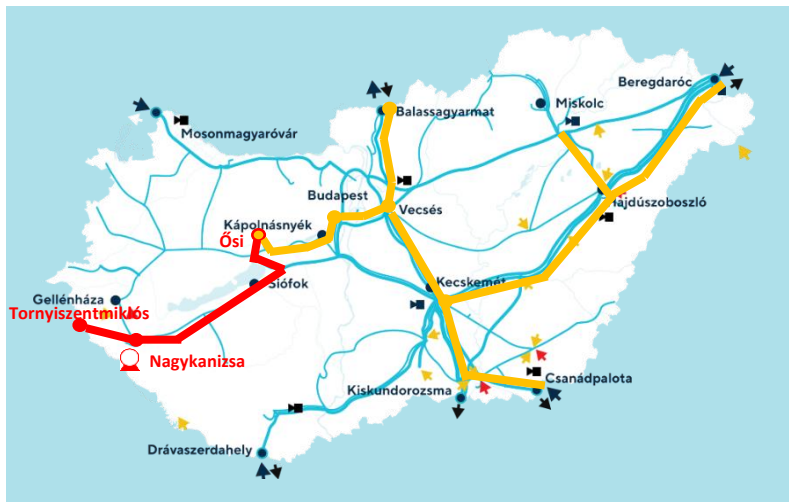 Beregdaróc
Miskolc
Balassagyarmat
Mosonmagyaróvár
Budapest
Hajdúszoboszló
Vecsés
Kápolnásnyék
Ősi
Kecskemét
Siófok
Gellénháza
Tornyiszentmiklós
Nagykanizsa
Csanádpalota
Kiskundorozsma
Drávaszerdahely